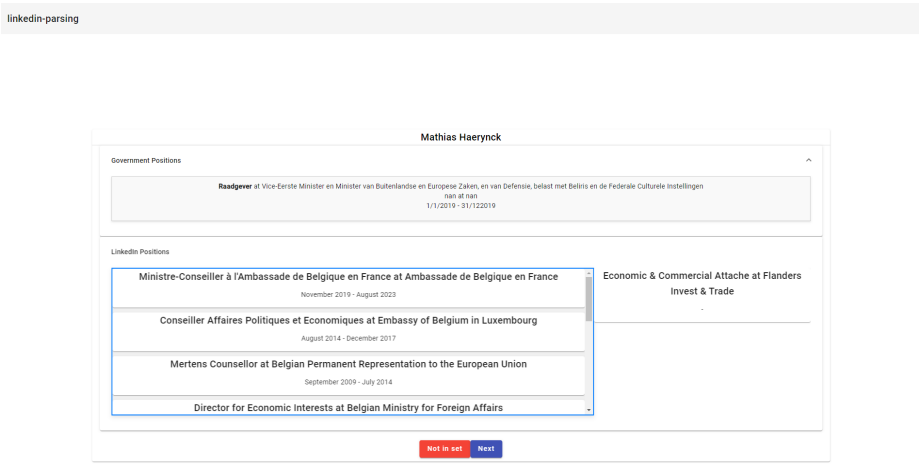 linkedin-parsing
Mathias Haerynck
Government Positions
Raadgever at Vice-Eerste Minister en Minister van Buitenlandse en Europese Zaken, en van Defensie, belast met Beliris en de Federale Culturele Instellingen
nan at nan
1/1/2019 - 31/122019
Linkedin Positions
Ministre-Conseiller à l'Ambassade de Belgique en France at Ambassade de Belgique en France
November 2019 - August 2023
Conseiller Affaires Politiques et Economiques at Embassy of Belgium in Luxembourg
August 2014 - December 2017
Mertens Counsellor at Belgian Permanent Representation to the European Union
September 2009 - July 2014
Director for Economic Interests at Belgian Ministry for Foreign Affairs
Economic & Commercial Attache at Flanders
Invest & Trade
-
Not in set
Next